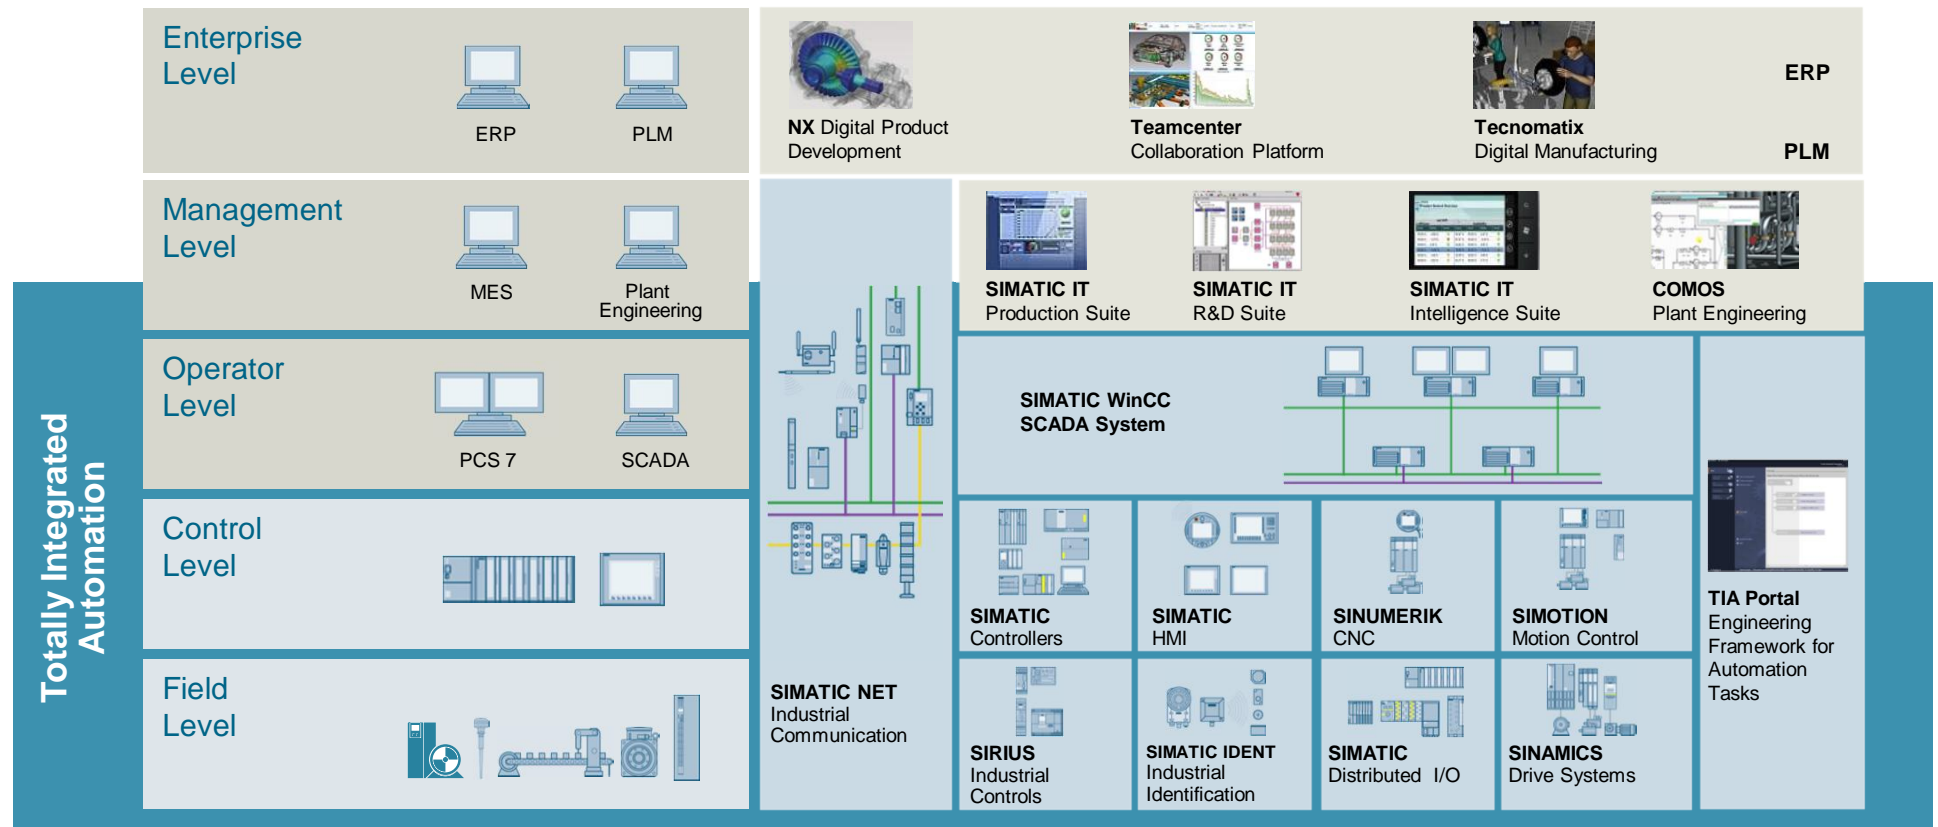 Enterprise
Level
ERP
PLM
NX Digital Product
Development
Teamcenter
Collaboration Platform
Tecnomatix
Digital Manufacturing
ERP
PLM
Management
Level
MES
Plant
Engineering
SIMATIC IT
Production Suite
SIMATIC IT
R&D Suite
SIMATIC IT
Intelligence Suite
COMOS
Plant Engineering
Totally Integrated
Automation
Operator
Level
PCS 7
SCADA
SIMATIC WinCC
SCADA System
Control
Level
SIMATIC
Controllers
SIMATIC
HMI
SINUMERIK
CNC
SIMOTION
Motion Control
TIA Portal
Engineering
Framework for
Automation
Tasks
Field
Level
SIMATIC NET
Industrial
Communication
SIRIUS
Industrial
Controls
SIMATIC IDENT
Industrial
Identification
SIMATIC
Distributed I/O
SINAMICS
Drive Systems